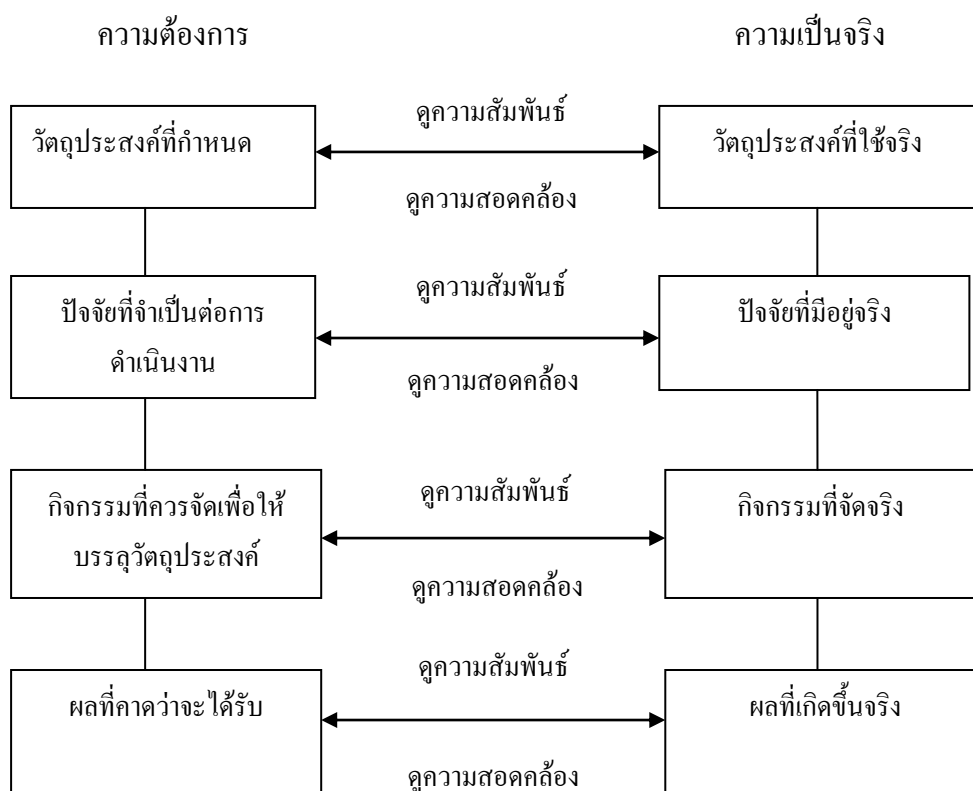 ความต้องการ
ความเป็นจริง
ดูความสัมพันธ์
วัตถุประสงค์ที่กำหนด
วัตถุประสงค์ที่ใช้จริง
ดูความสอดคล้อง
ดูความสัมพันธ์
ปัจจัยที่จำเป็นต่อการ
ดำเนินงาน
ปัจจัยที่มีอยู่จริง
ดูความสอดคล้อง
ดูความสัมพันธ์
กิจกรรมที่ควรจัดเพื่อให้
บรรลุวัตถุประสงค์
กิจกรรมที่จัดจริง
ดูความสอดคล้อง
ดูความสัมพันธ์
ผลที่คาดว่าจะได้รับ
ผลที่เกิดขึ้นจริง
ดูความสอดคล้อง